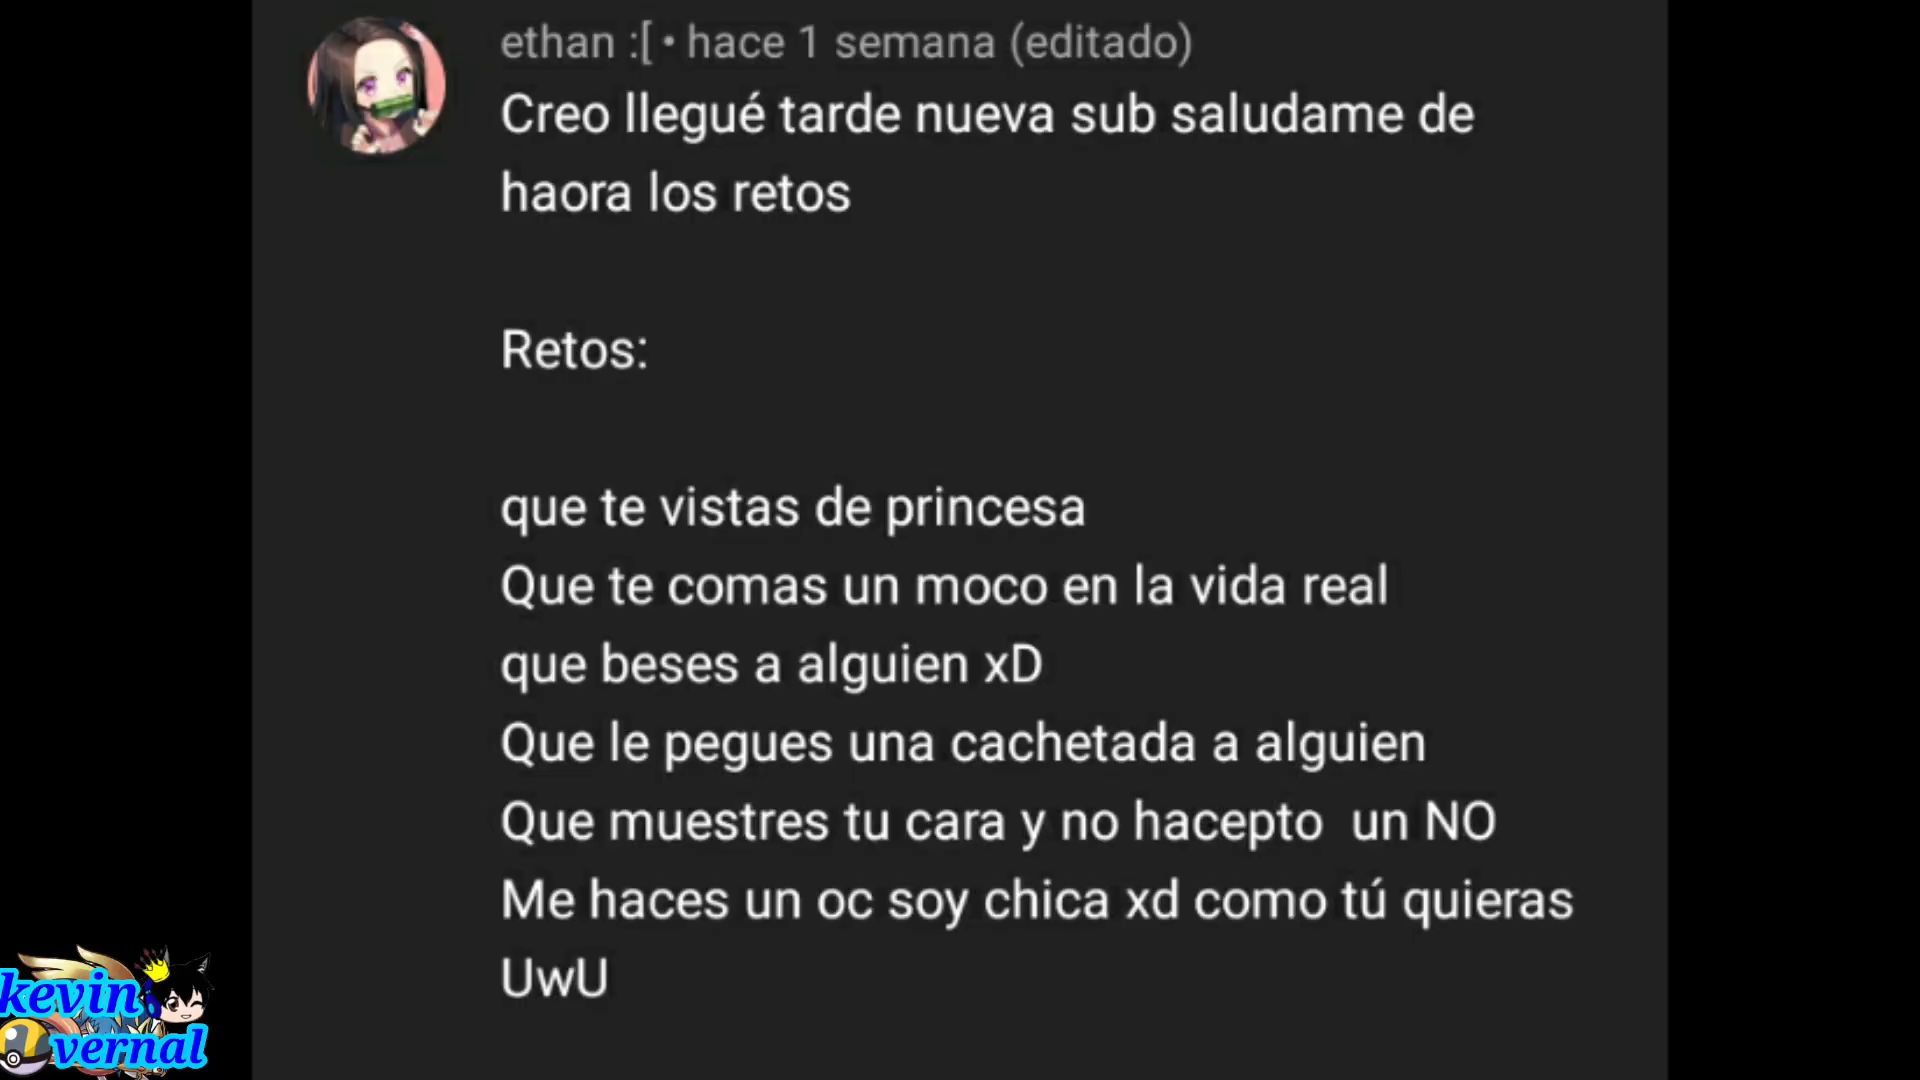 ethan :[ • hace 1 semana (editado)
Creo llegué tarde nueva sub saludame de
haora los retos
Retos:
que te vistas de princesa
Que te comas un moco en la vida real
que beses a alguien xD
Que le pegues una cachetada a alguien
Que muestres tu cara y no hacepto  un NO
Me haces un oc soy chica xd como tú quieras
UwU
kevin
vernal